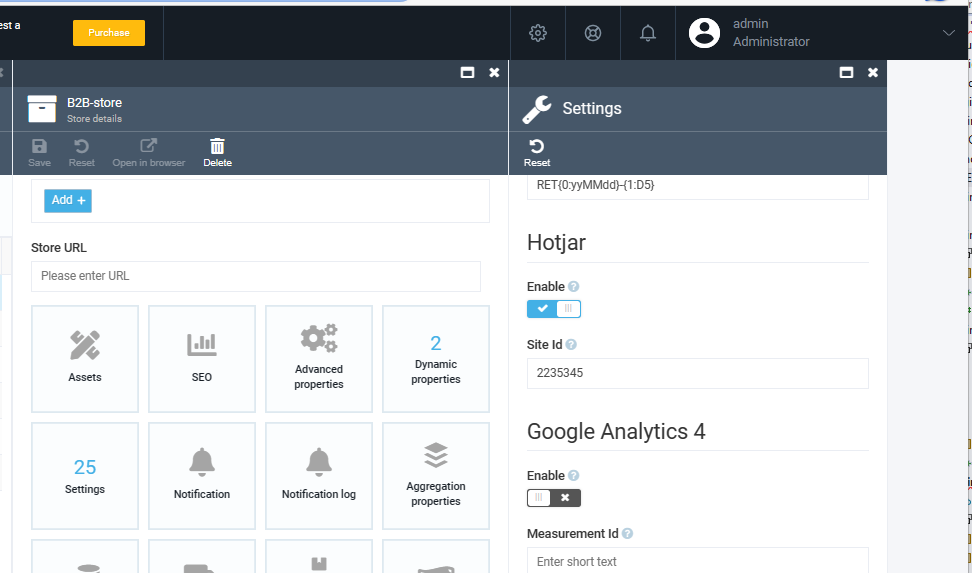 est a
Purchase
admin
Administrator
B2B-store
Store details
Save
Reset
Open in browser
Delete
Add +
Store URL
Please enter URL
Assets
SEO
Advanced
properties
2
Dynamic
properties
25
Settings
Notification
Notification log
Aggregation
properties
Settings
Reset
RET{0:yyMMdd}-{1:D5}
Hotjar
Enable
Site Id
2235345
Google Analytics 4
Enable
Measurement Id
Enter short text